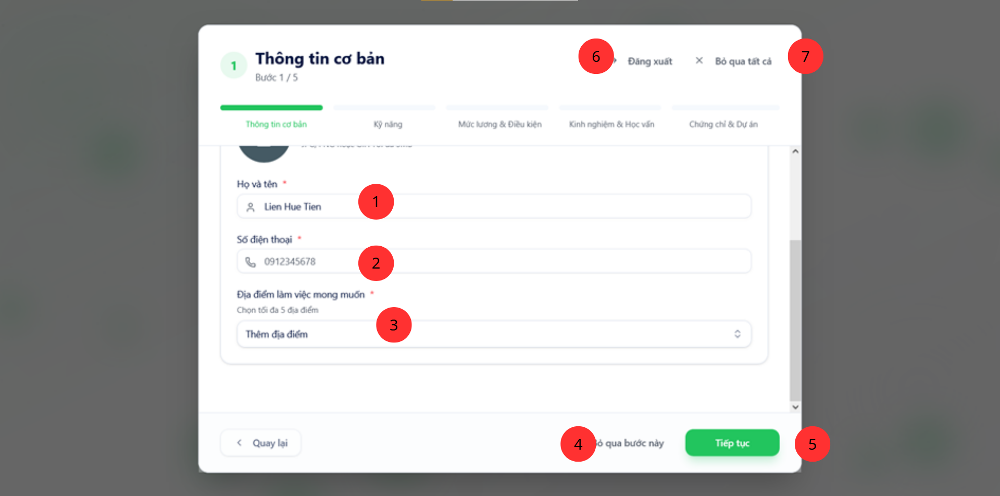 1
Thông tin cơ bản
Bước 1 / 5
6
Đăng xuất
Bỏ qua tất cả
7
Thông tin cơ bản
Kỹ năng
Mức lương & Điều kiện
Kinh nghiệm & Học vấn
Chứng chỉ & Dự án
Họ và tên *
Lien Hue Tien
1
Số điện thoại *
0912345678
2
Địa điểm làm việc mong muốn *
Chọn tối đa 5 địa điểm
3
Thêm địa điểm
Quay lại
4
qua bước này
Tiếp tục
5